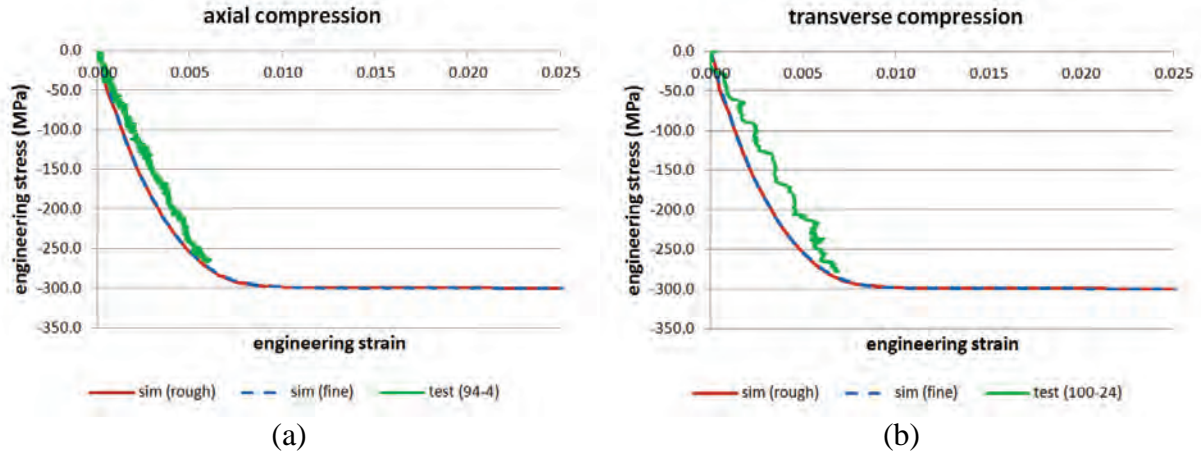 axial compression
0.0
-50.0
-100.0
-150.0
-200.0
-250.0
-300.0
-350.0
0.000 0.005 0.010 0.015 0.020 0.025
engineering stress (MPa)
engineering strain
sim (rough) sim (fine) test (94-4)
(a)
transverse compression
0.0
-50.0
-100.0
-150.0
-200.0
-250.0
-300.0
-350.0
0.000 0.005 0.010 0.015 0.020 0.025
engineering stress (MPa)
engineering strain
sim (rough) sim (fine) test (100-24)
(b)